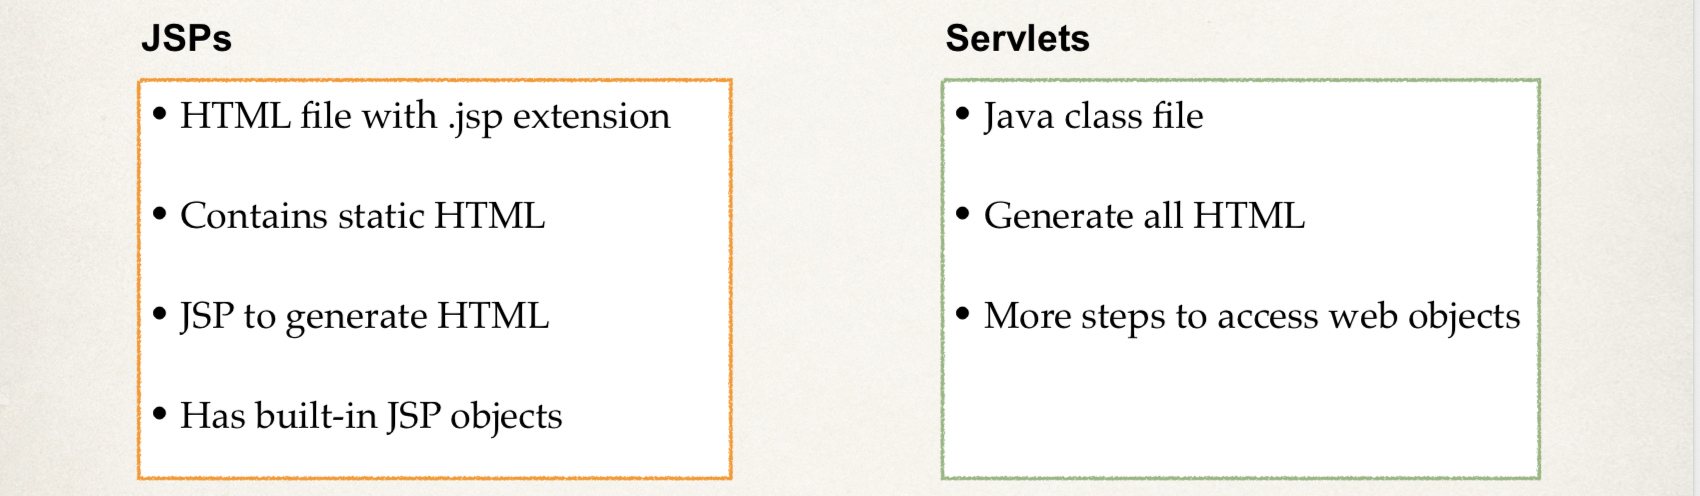 JSPs
• HTML file with .jsp extension
• Contains static HTML
• JSP to generate HTML
• Has built-in JSP objects
Servlets
• Java class file
• Generate all HTML
• More steps to access web objects